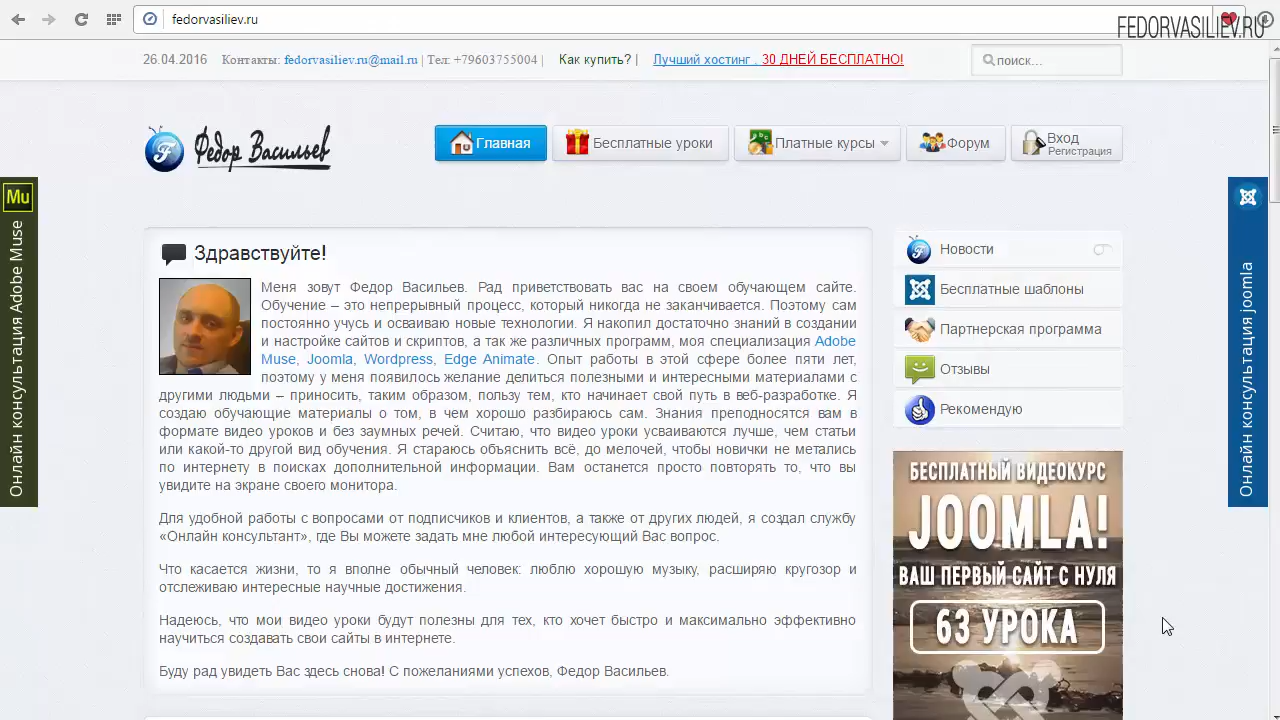 fedorvasiliev.ru
FEDORVASILIEV.RU
26.04.2016 Контакты: fedorvasiliev.ru@mail.ru | Тел: +79603755004 | Как купить? | Лучший хостинг . 30 ДНЕЙ БЕСПЛАТНО!
поиск...
Федор Васильев
Главная
Бесплатные уроки
Платные курсы
Форум
Вход
Регистрация
Mu
Онлайн консультация Adobe Muse
Здравствуйте!
Меня зовут Федор Васильев. Рад приветствовать вас на своем обучающем сайте.
Обучение – это непрерывный процесс, который никогда не заканчивается. Поэтому сам
постоянно учусь и осваиваю новые технологии. Я накопил достаточно знаний в создании
и настройке сайтов и скриптов, а так же различных программ, моя специализация Adobe
Muse, Joomla, Wordpress, Edge Animate. Опыт работы в этой сфере более пяти лет,
поэтому у меня появилось желание делиться полезными и интересными материалами с
другими людьми – приносить, таким образом, пользу тем, кто начинает свой путь в веб-разработке. Я
создаю обучающие материалы о том, в чем хорошо разбираюсь сам. Знания преподносятся вам в
формате видео уроков и без заумных речей. Считаю, что видео уроки усваиваются лучше, чем статьи
или какой-то другой вид обучения. Я стараюсь объяснить всё, до мелочей, чтобы новички не метались
по интернету в поисках дополнительной информации. Вам останется просто повторять то, что вы
увидите на экране своего монитора.
Для удобной работы с вопросами от подписчиков и клиентов, а также от других людей, я создал службу
«Онлайн консультант», где Вы можете задать мне любой интересующий Вас вопрос.
Что касается жизни, то я вполне обычный человек: люблю хорошую музыку, расширяю кругозор и
отслеживаю интересные научные достижения.
Надеюсь, что мои видео уроки будут полезны для тех, кто хочет быстро и максимально эффективно
научиться создавать свои сайты в интернете.
Буду рад увидеть Вас здесь снова! С пожеланиями успехов, Федор Васильев.
Новости
Бесплатные шаблоны
Партнерская программа
Отзывы
Рекомендую
БЕСПЛАТНЫЙ ВИДЕОКУРС
JOOMLA!
ВАШ ПЕРВЫЙ САЙТ С НУЛЯ
63 УРОКА
Онлайн консультация joomla